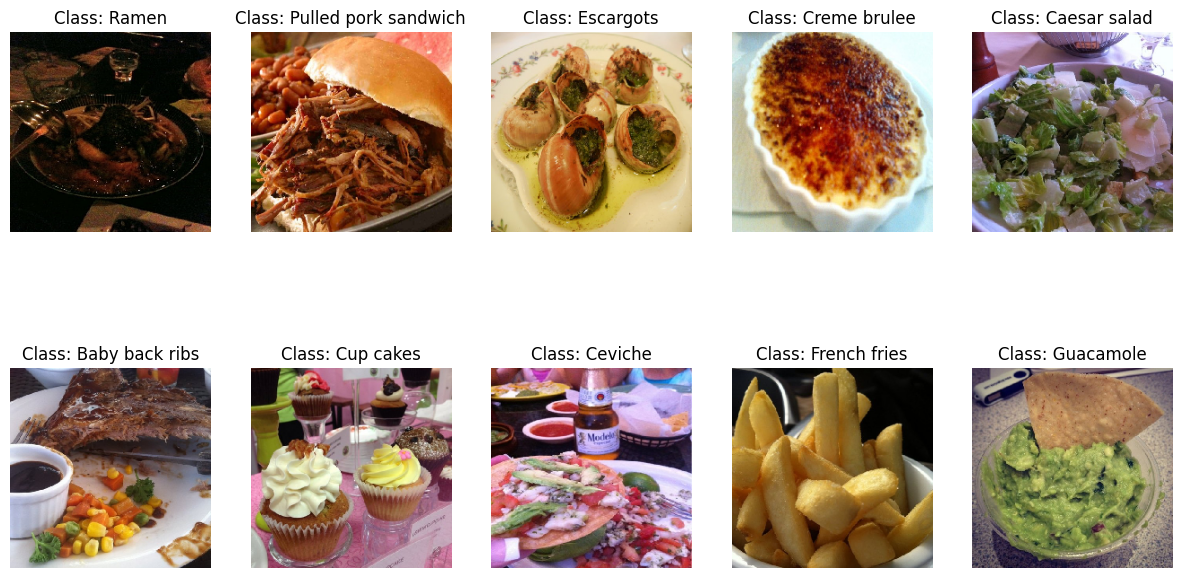 Class: Ramen
Class: Pulled pork sandwich
Class: Escargots
Class: Creme brulee
Class: Caesar salad
Class: Baby back ribs
Class: Cup cakes
Class: Ceviche
Class: French fries
Class: Guacamole
Modelo